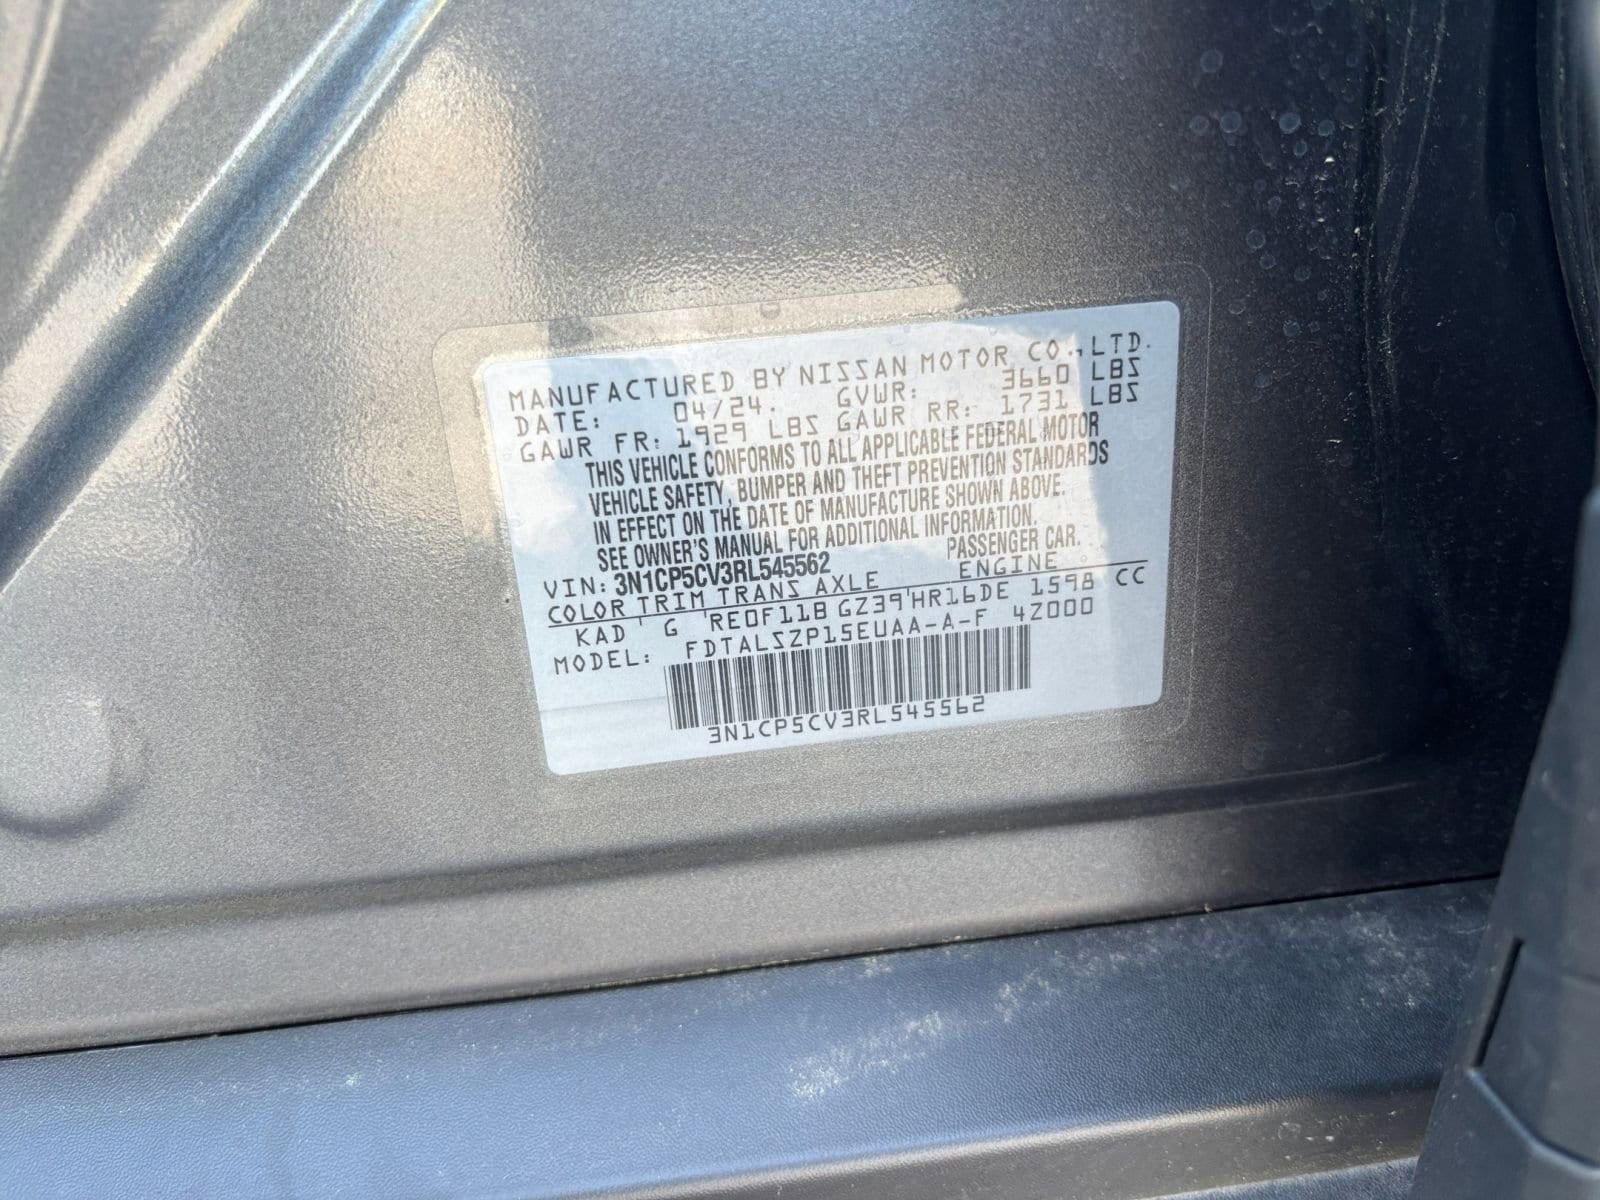 MANUFACTURED BY NISSAN MOTOR CO., LTD.
DATE: 04/24. GVWR: 3660 LBS
GAWR FR: 1929 LBS GAWR RR: 1731 LBS
THIS VEHICLE CONFORMS TO ALL APPLICABLE FEDERAL MOTOR
VEHICLE SAFETY, BUMPER AND THEFT PREVENTION STANDARDS
IN EFFECT ON THE DATE OF MANUFACTURE SHOWN ABOVE.
SEE OWNER'S MANUAL FOR ADDITIONAL INFORMATION.
VIN: 3N1CP5CV3RL545562 PASSENGER CAR.
COLOR TRIM TRANS AXLE ENGINE
KAD G RE0F11B GZ39 HR16DE 1598 CC
MODEL: FDTALSZP15EUAA-A-F 4Z000
3N1CP5CV3RL545562